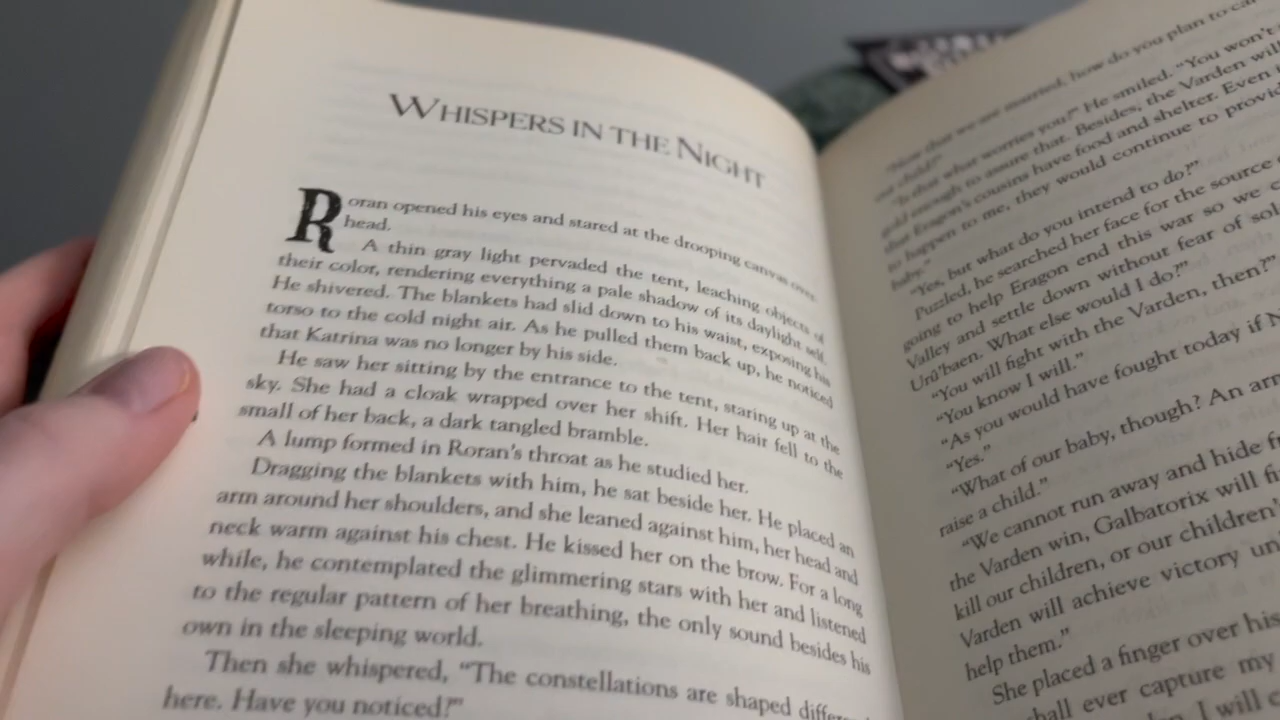 WHISPERS IN THE NIGHT
Roran opened his eyes and stared at the drooping canvas over
head.
A thin gray light pervaded the tent, leaching objects of
their color, rendering everything a pale shadow of its daylight self.
He shivered. The blankets had slid down to his waist, exposing his
torso to the cold night air. As he pulled them back up, he noticed
that Katrina was no longer by his side.
He saw her sitting by the entrance to the tent, staring up at the
sky. She had a cloak wrapped over her shift. Her hair fell to the
small of her back, a dark tangled bramble.
A lump formed in Roran's throat as he studied her.
Dragging the blankets with him, he sat beside her. He placed an
arm around her shoulders, and she leaned against him, her head and
neck warm against his chest. He kissed her on the brow. For a long
while, he contemplated the glimmering stars with her and listened
to the regular pattern of her breathing, the only sound besides his
own in the sleeping world.
Then she whispered, "The constellations are shaped
here. Have you noticed?"
"Now that we are married, how do you plan to
our child?"
"Is that what worries you?" He smiled. "You won't
gold enough to assure that. Besides, the Varden will
that Eragon's cousins have food and shelter. Even
to happen to me, they would continue to provide
baby."
"Yes, but what do you intend to do?"
Puzzled, he searched her face for the source
going to help Eragon end this war so we
Valley and settle down without fear of
Urû'baen. What else would I do?"
"You will fight with the Varden, then?"
"You know I will."
"As you would have fought today if
"Yes."
"What of our baby, though? An
raise a child."
"We cannot run away and hide
the Varden win, Galbatorix will
kill our children, or our children's
Varden will achieve victory
help them."
She placed a finger over his
shall ever capture my
I will